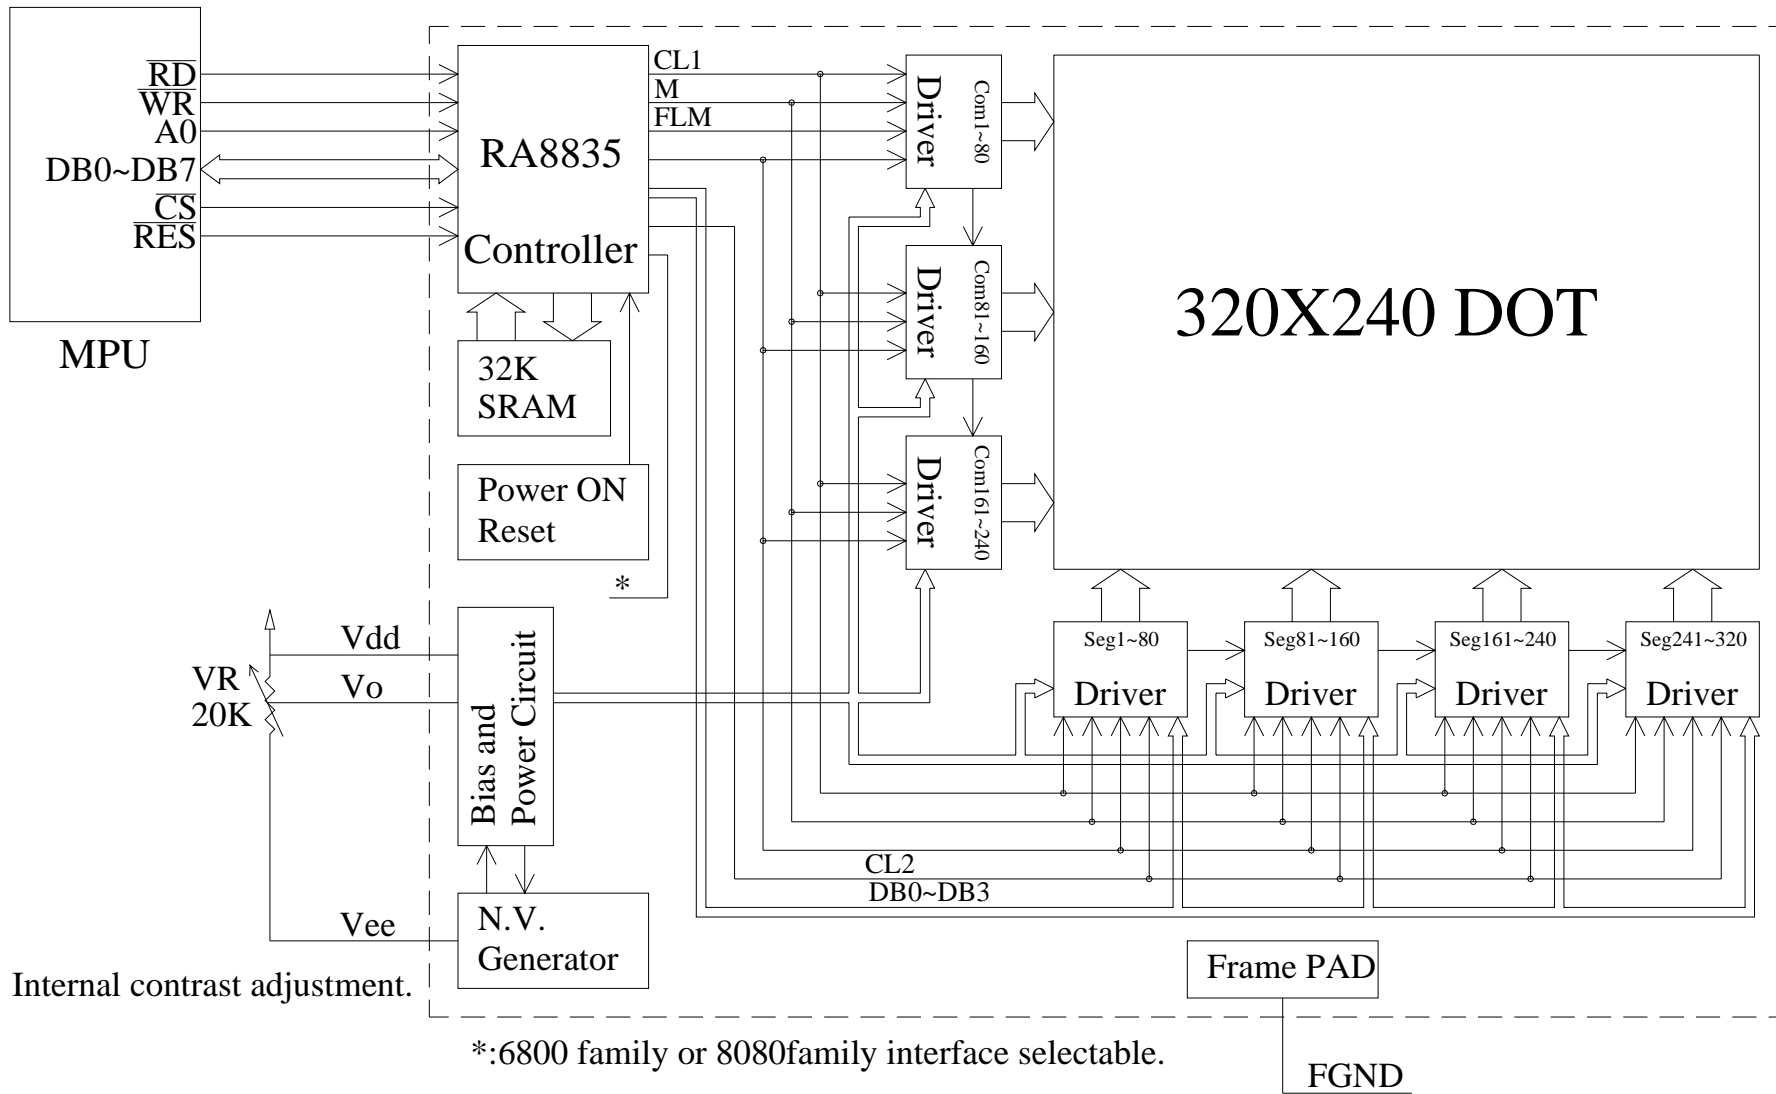 RD
WR
A0
DB0~DB7
CS
RES
MPU
RA8835
Controller
CL1
M
FLM
32K
SRAM
Power ON
Reset
*
Driver
Com1~80
Driver
Com81~160
Driver
Com161~240
320X240 DOT
Vdd
VR
20K
Vo
Vee
Bias and
Power Circuit
N.V.
Generator
Internal contrast adjustment.
Seg1~80
Driver
Seg81~160
Driver
Seg161~240
Driver
Seg241~320
Driver
CL2
DB0~DB3
Frame PAD
*:6800 family or 8080family interface selectable.
FGND